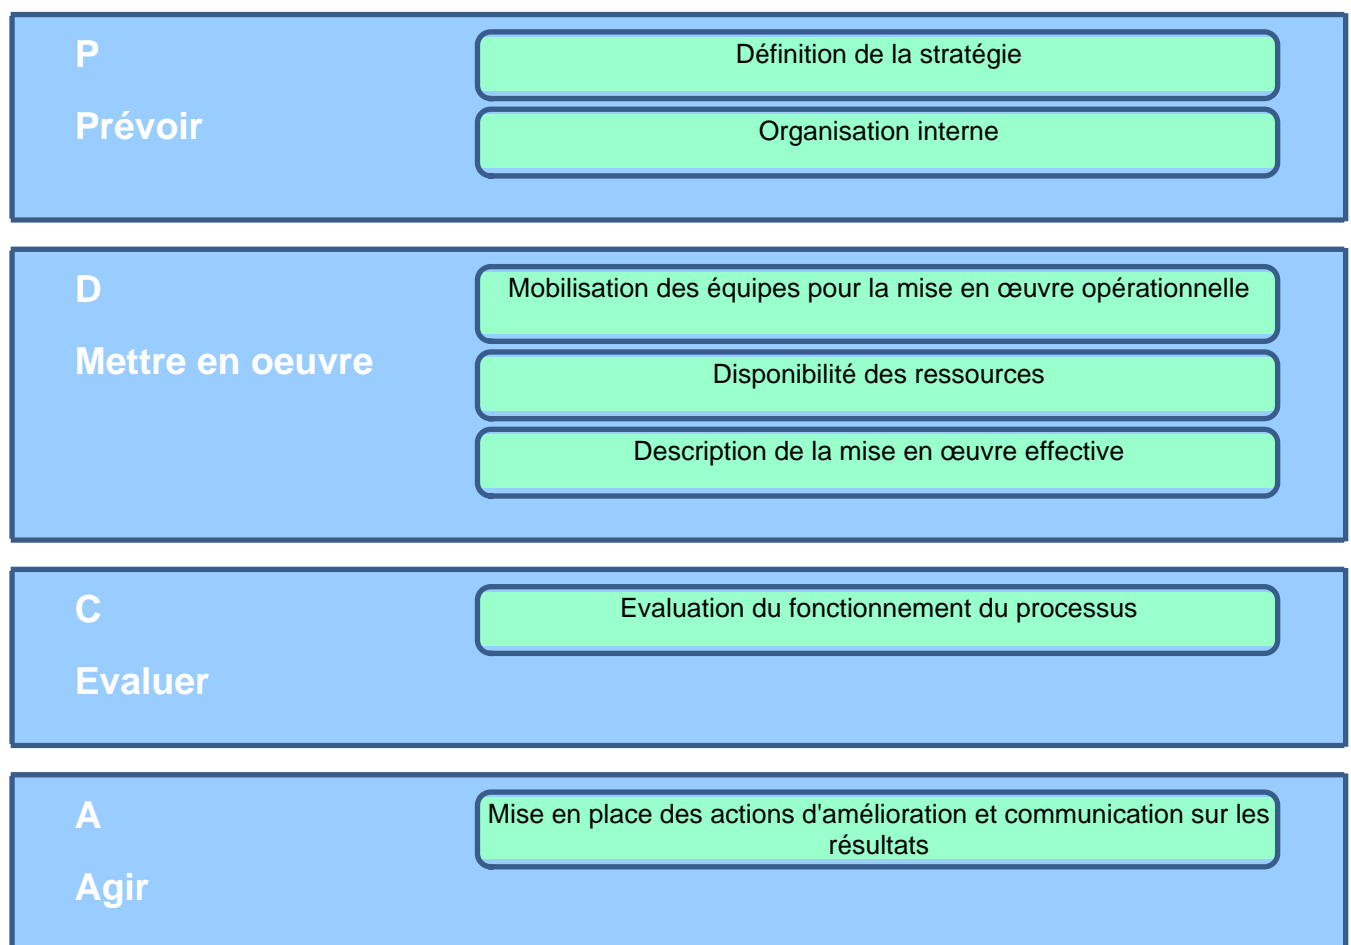 P
Définition de la stratégie
Prévoir
Organisation interne
D
Mobilisation des équipes pour la mise en œuvre opérationnelle
Mettre en oeuvre
Disponibilité des ressources
Description de la mise en œuvre effective
C
Evaluation du fonctionnement du processus
Evaluer
A
Mise en place des actions d'amélioration et communication sur les
résultats
Agir